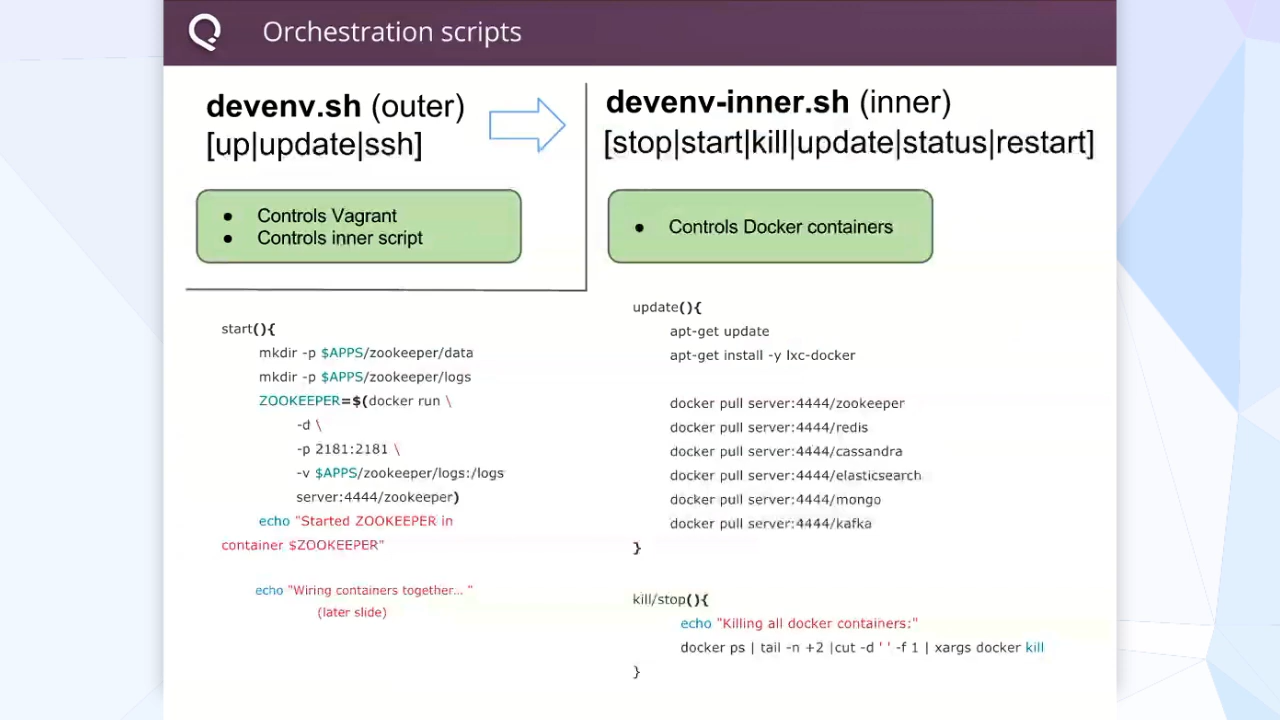 Orchestration scripts
devenv.sh (outer)
[up|update|ssh]
● Controls Vagrant
● Controls inner script
devenv-inner.sh (inner)
[stop|start|kill|update|status|restart]
● Controls Docker containers
start(){
mkdir -p $APPS/zookeeper/data
mkdir -p $APPS/zookeeper/logs
ZOOKEEPER=$(docker run \
-d \
-p 2181:2181 \
-v $APPS/zookeeper/logs:/logs
server:4444/zookeeper)
echo "Started ZOOKEEPER in
container $ZOOKEEPER"
echo "Wiring containers together... "
(later slide)
update(){
apt-get update
apt-get install -y lxc-docker
docker pull server:4444/zookeeper
docker pull server:4444/redis
docker pull server:4444/cassandra
docker pull server:4444/elasticsearch
docker pull server:4444/mongo
docker pull server:4444/kafka
}
kill/stop(){
echo "Killing all docker containers:"
docker ps | tail -n +2 |cut -d ' ' -f 1 | xargs docker kill
}